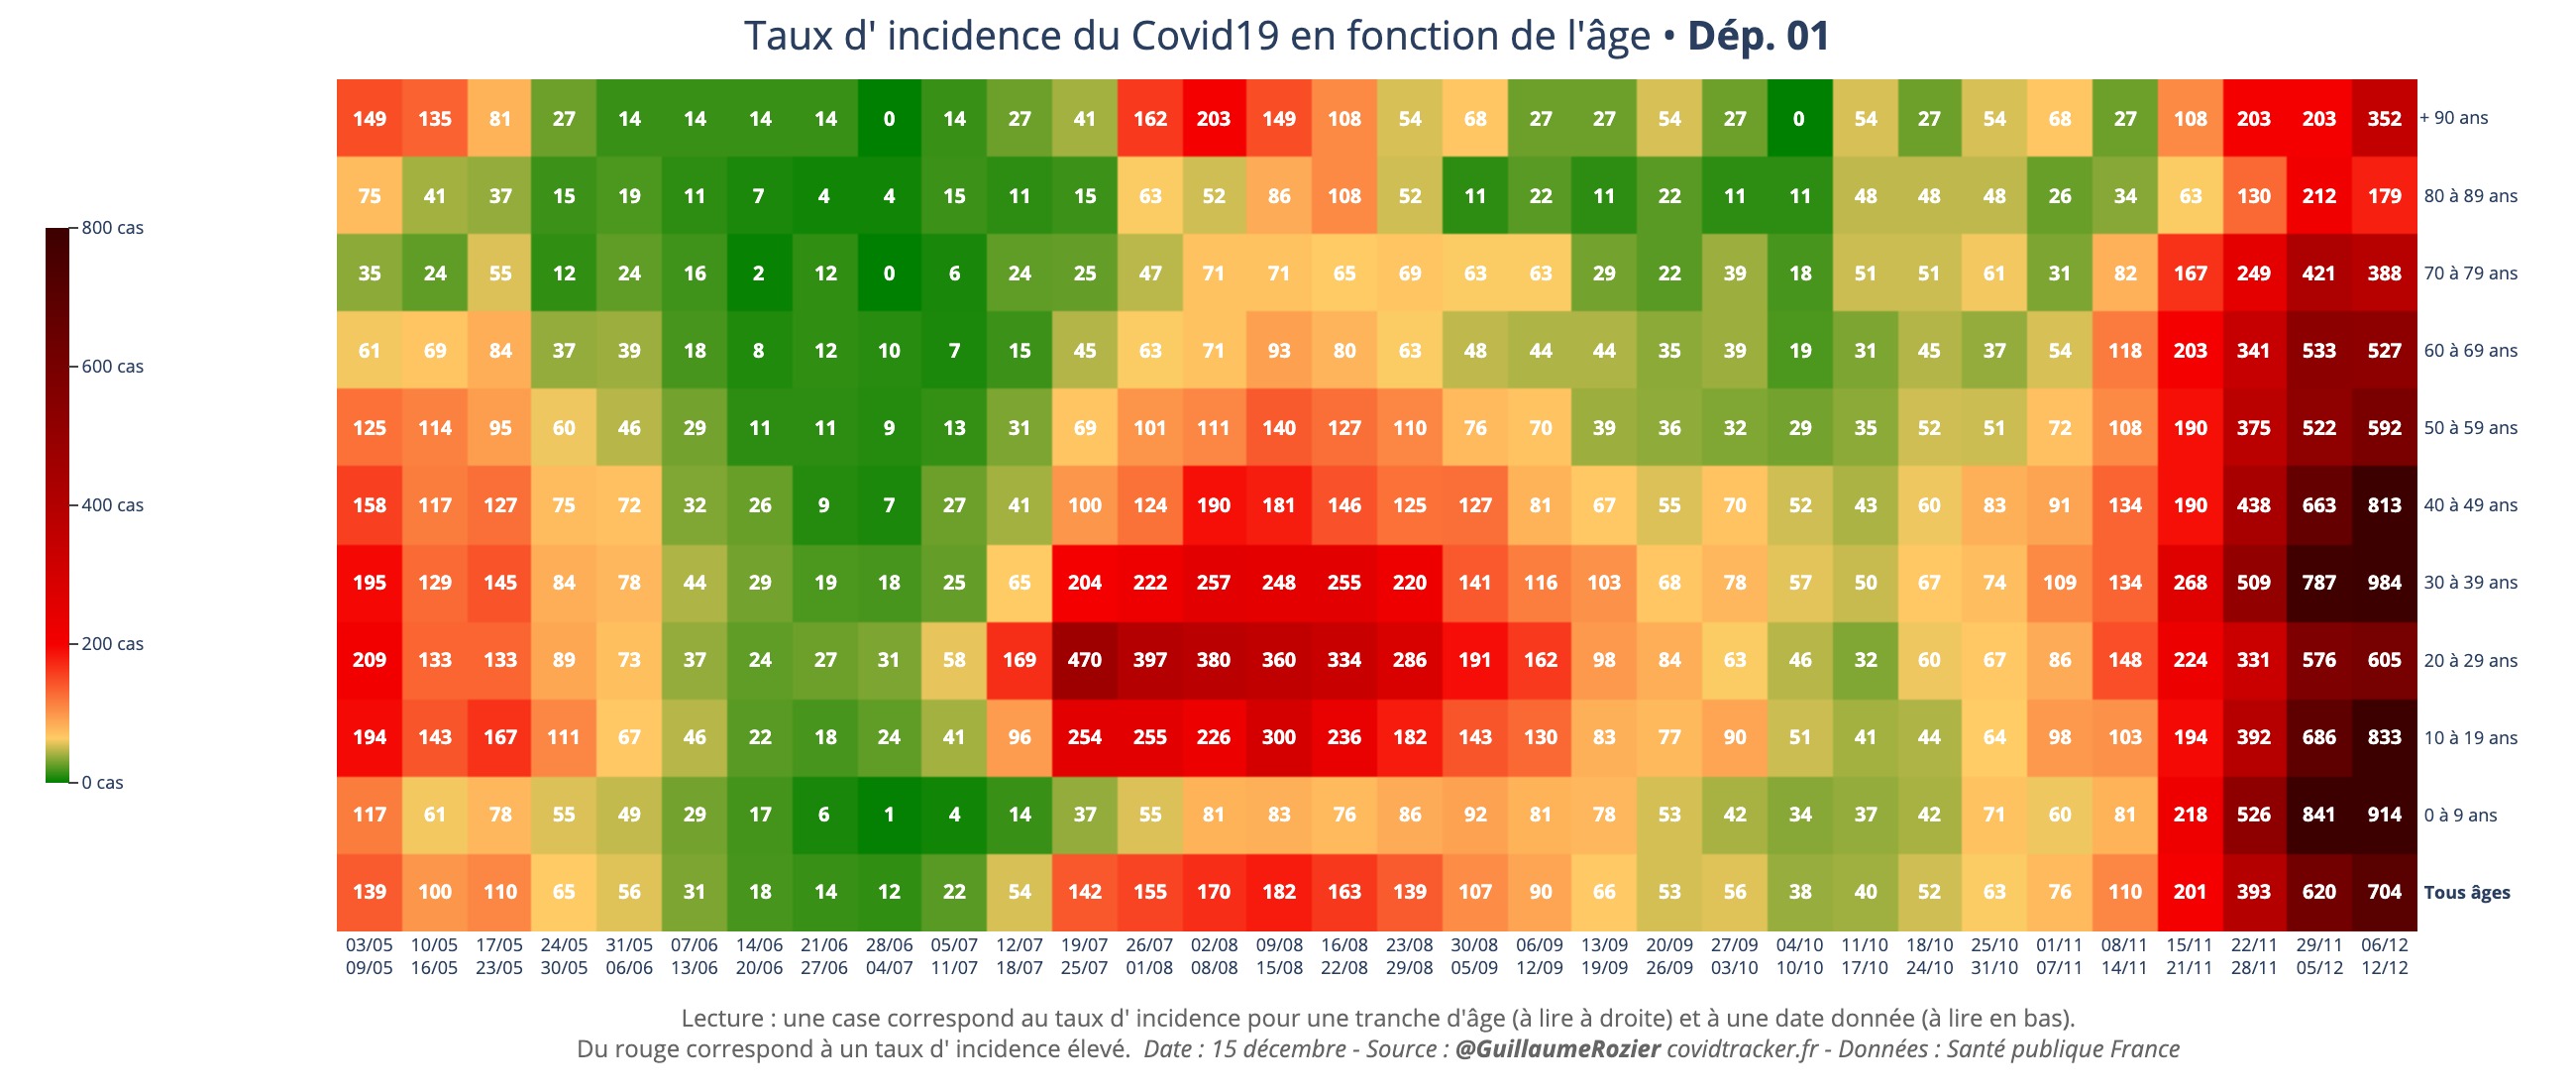 Taux d' incidence du Covid19 en fonction de l'âge • Dép. 01
149 135 81 27 14 14 14 14 0 14 27 41 162 203 149 108 54 68 27 27 54 27 0 54 27 54 68 27 108 203 203 352 + 90 ans
75 41 37 15 19 11 7 4 4 15 11 15 63 52 86 108 52 11 22 11 22 11 11 48 48 48 26 34 63 130 212 179 80 à 89 ans
800 cas
35 24 55 12 24 16 2 12 0 6 24 25 47 71 71 65 69 63 63 29 22 39 18 51 51 61 31 82 167 249 421 388 70 à 79 ans
61 69 84 37 39 18 8 12 10 7 15 45 63 71 93 80 63 48 44 44 35 39 19 31 45 37 54 118 203 341 533 527 60 à 69 ans
600 cas
125 114 95 60 46 29 11 11 9 13 31 69 101 111 140 127 110 76 70 39 36 32 29 35 52 51 72 108 190 375 522 592 50 à 59 ans
400 cas
158 117 127 75 72 32 26 9 7 27 41 100 124 190 181 146 125 127 81 67 55 70 52 43 60 83 91 134 190 438 663 813 40 à 49 ans
195 129 145 84 78 44 29 19 18 25 65 204 222 257 248 255 220 141 116 103 68 78 57 50 67 74 109 134 268 509 787 984 30 à 39 ans
200 cas
209 133 133 89 73 37 24 27 31 58 169 470 397 380 360 334 286 191 162 98 84 63 46 32 60 67 86 148 224 331 576 605 20 à 29 ans
194 143 167 111 67 46 22 18 24 41 96 254 255 226 300 236 182 143 130 83 77 90 51 41 44 64 98 103 194 392 686 833 10 à 19 ans
0 cas
117 61 78 55 49 29 17 6 1 4 14 37 55 81 83 76 86 92 81 78 53 42 34 37 42 71 60 81 218 526 841 914 0 à 9 ans
139 100 110 65 56 31 18 14 12 22 54 142 155 170 182 163 139 107 90 66 53 56 38 40 52 63 76 110 201 393 620 704 Tous âges
03/05 10/05 17/05 24/05 31/05 07/06 14/06 21/06 28/06 05/07 12/07 19/07 26/07 02/08 09/08 16/08 23/08 30/08 06/09 13/09 20/09 27/09 04/10 11/10 18/10 25/10 01/11 08/11 15/11 22/11 29/11 06/12
09/05 16/05 23/05 30/05 06/06 13/06 20/06 27/06 04/07 11/07 18/07 25/07 01/08 08/08 15/08 22/08 29/08 05/09 12/09 19/09 26/09 03/10 10/10 17/10 24/10 31/10 07/11 14/11 21/11 28/11 05/12 12/12
Lecture : une case correspond au taux d' incidence pour une tranche d'âge (à lire à droite) et à une date donnée (à lire en bas).
Du rouge correspond à un taux d' incidence élevé. Date : 15 décembre - Source : @GuillaumeRozier covidtracker.fr - Données : Santé publique France